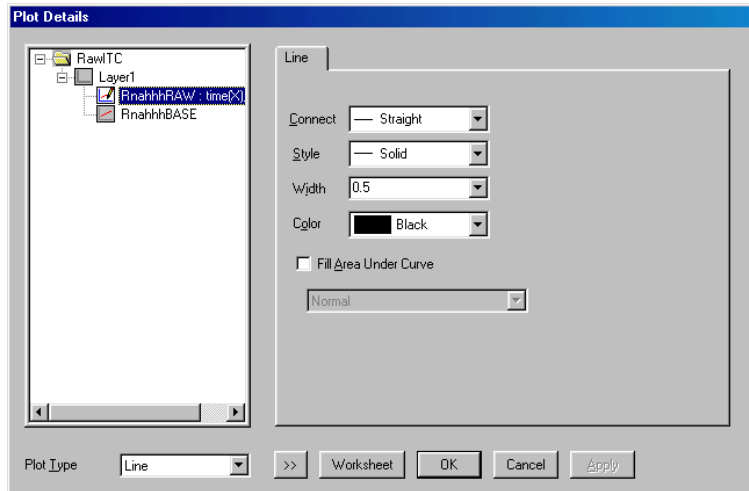 Plot Details
RawITC
Layer1
RnahhhRAW : time(X)
RnahhhBASE
Line
Connect
Straight
Style
Solid
Width
0.5
Color
Black
Fill Area Under Curve
Normal
Plot Type
Line
>>
Worksheet
OK
Cancel
Apply